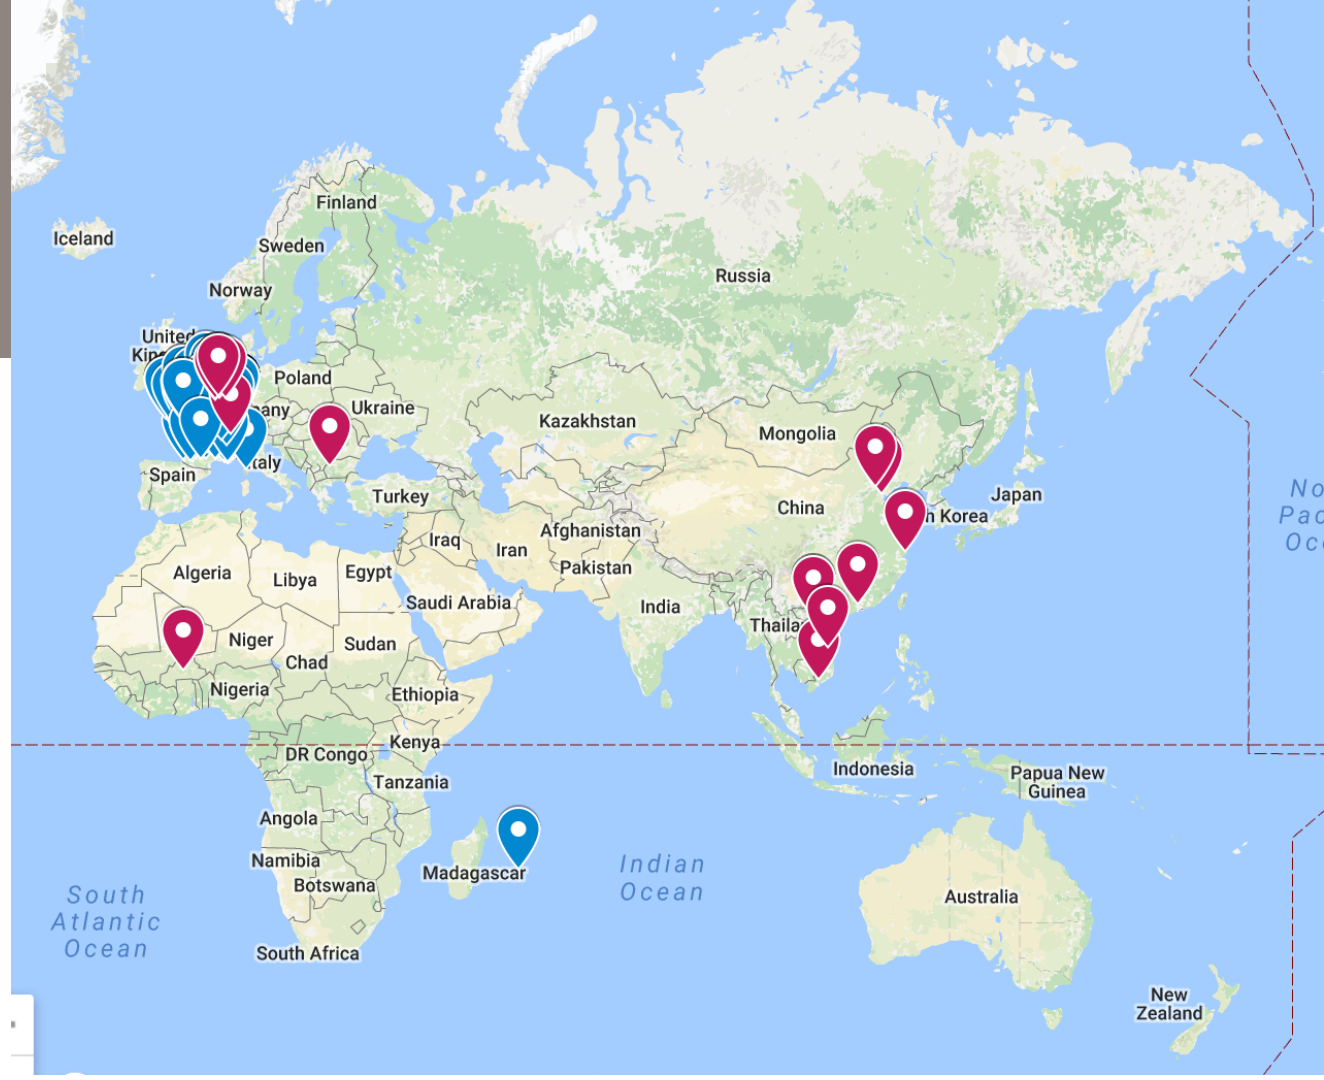 Finland
Iceland
Sweden
Russia
Norway
United
Poland
Ukraine
Kazakhstan
Mongolia
Spain
Turkey
China
Japan
Korea
Iraq
Iran
Afghanistan
Pakistan
Algeria
Libya
Egypt
Saudi Arabia
India
Niger
Sudan
Chad
Nigeria
Ethiopia
Kenya
DR Congo
Tanzania
Indonesia
Papua New
Guinea
Angola
Namibia
Botswana
Madagascar
Indian
Ocean
South
Atlantic
Ocean
Australia
South Africa
New
Zealand